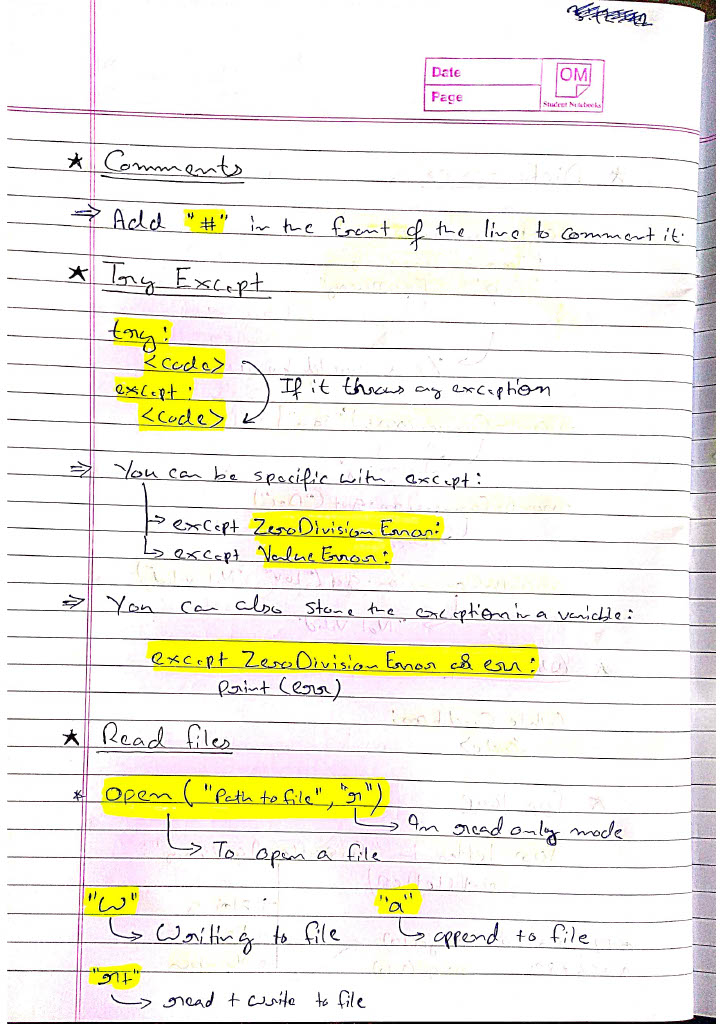 Date
Page
OM
Student Notebooks
★ Comments
⇒ Add "#" in the front of the line to comment it.
★ Try Except
try:
<code>
except:
If it throws any exception
<code>
⇒ You can be specific with except:
→ except ZeroDivisionError:
→ except ValueError:
⇒ You can also store the exception in a variable:
except ZeroDivisionError as err:
print (err)
★ Read files
* open ("Path to file", "r")
→ In read only mode
→ To open a file
"w" "a"
→ Writing to file → append to file
"r+"
→ read + write to file